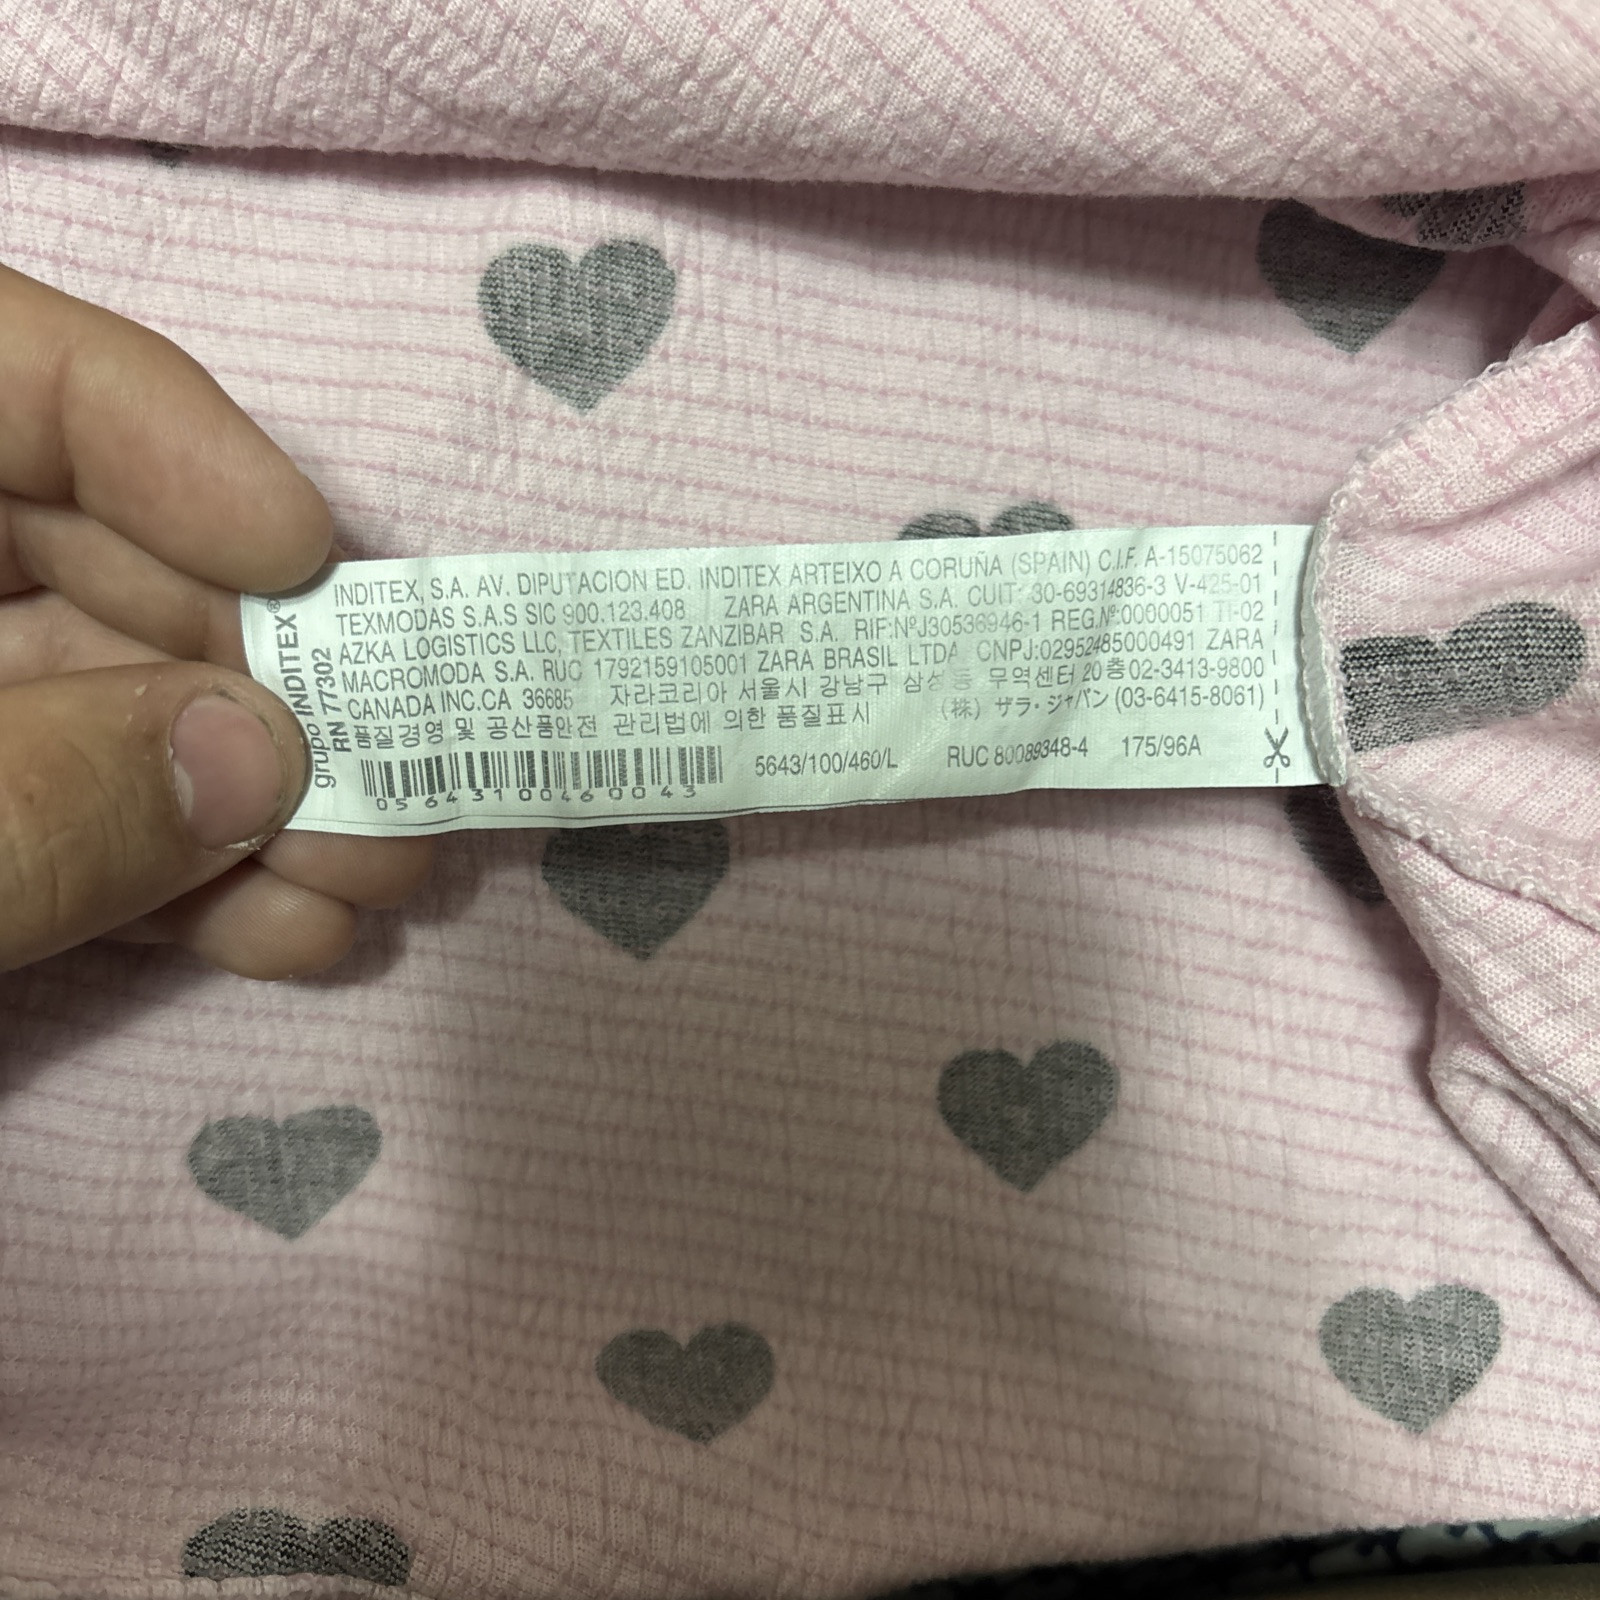 INDITEX, S.A. AV. DIPUTACION ED. INDITEX ARTEIXO A CORUÑA (SPAIN) C.I.F. A-15075062
TEXMODAS S.A.S SIC 900.123.408 ZARA ARGENTINA S.A. CUIT: 30-69314836-3 V-425-01
AZKA LOGISTICS LLC, TEXTILES ZANZIBAR S.A. RIF:NºJ30536946-1 REG.Nº:0000051 TI-02
MACROMODA S.A. RUC 1792159105001 ZARA BRASIL LTDA CNPJ:02952485000491 ZARA
CANADA INC.CA 36685 자라코리아 서울시 강남구 삼성동 무역센터 20층02-3413-9800
품질경영 및 공산품안전 관리법에 의한 품질표시 (株) ザラ・ジャパン (03-6415-8061)
05643100460043 5643/100/460/L RUC 80089348-4 175/96A
grupo INDITEX®
RN 77302